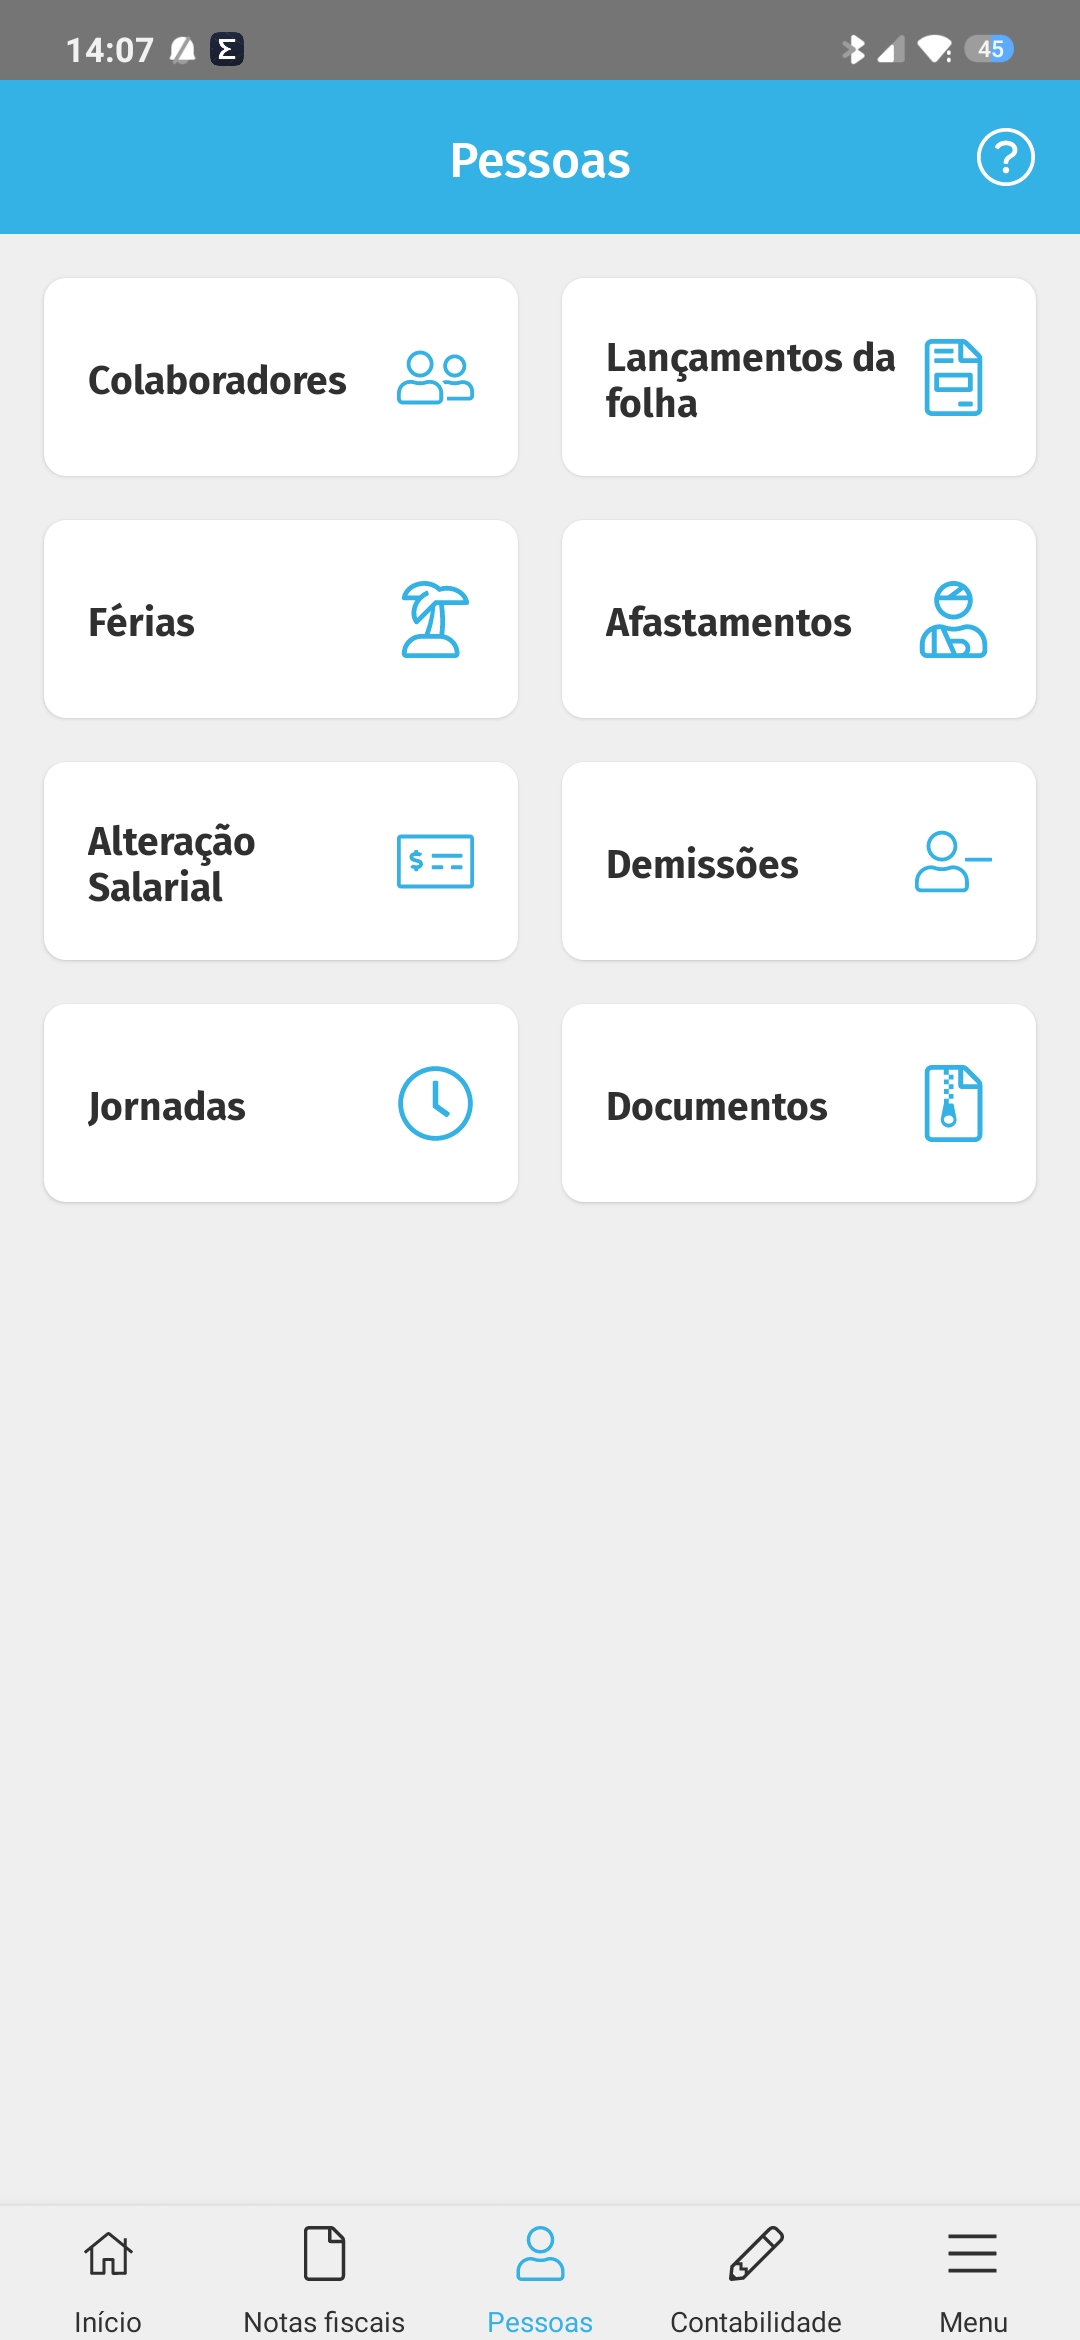 14:07
45
Pessoas
?
Colaboradores
Lançamentos da
folha
Férias
Afastamentos
Alteração
Salarial
$
Demissões
Jornadas
Documentos
Início
Notas fiscais
Pessoas
Contabilidade
Menu